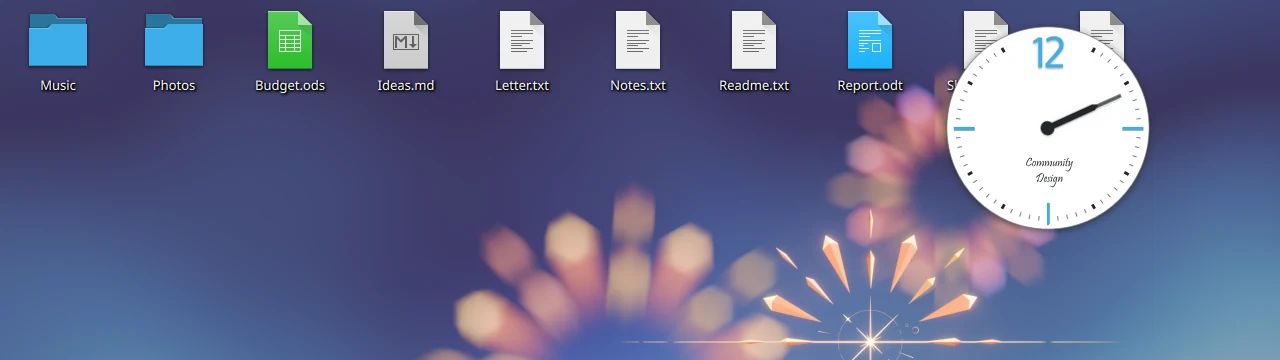 Music
Photos
Budget.ods
Ideas.md
Letter.txt
Notes.txt
Readme.txt
Report.odt
12
Community
Design